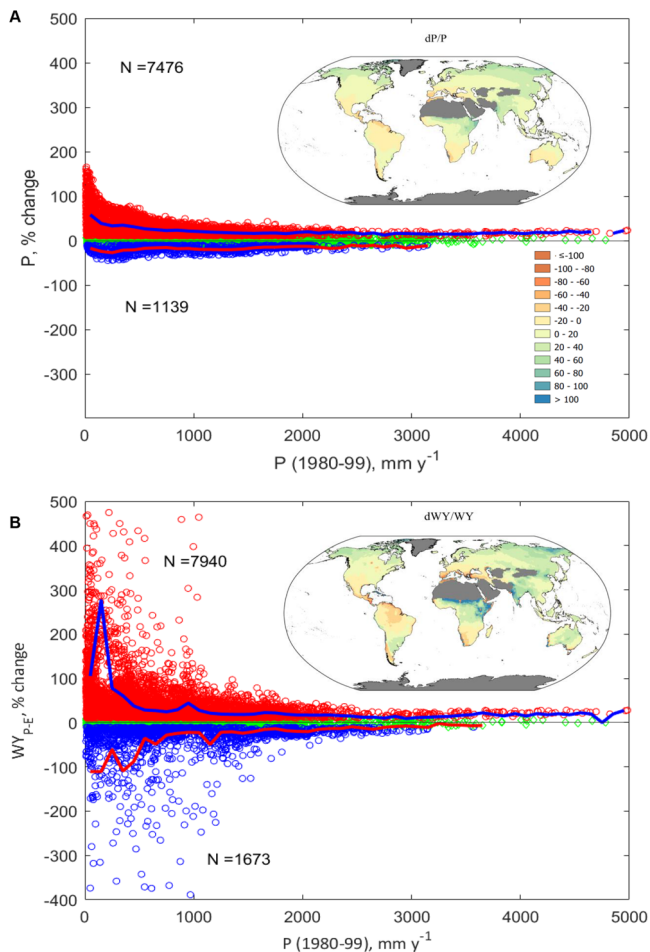 A
500
400
300
200
100
0
-100
-200
-300
P, % change
N =7476
N =1139
dP/P
· ≤-100
-100 - -80
-80 - -60
-60 - -40
-40 - -20
-20 - 0
0 - 20
20 - 40
40 - 60
60 - 80
80 - 100
> 100
0 1000 2000 3000 4000 5000
P (1980-99), mm y⁻¹
B
500
400
300
200
100
0
-100
-200
-300
-400
WY_P-E, % change
N =7940
N =1673
dWY/WY
0 1000 2000 3000 4000 5000
P (1980-99), mm y⁻¹